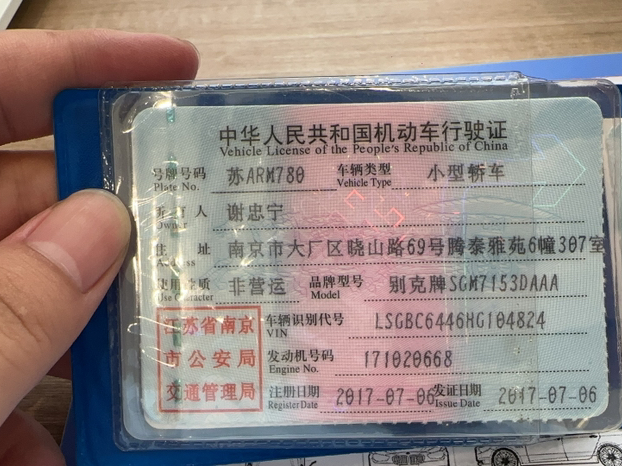 中华人民共和国机动车行驶证
Vehicle License of the People's Republic of China
号牌号码 苏ARM780 车辆类型 小型轿车
Plate No. Vehicle Type
所有人 谢忠宁
Owner
住 址 南京市大厂区晓山路69号腾泰雅苑6幢307室
Address
使用性质 非营运 品牌型号 别克牌SGM7153DAAA
Use Character Model
江苏省南京 车辆识别代号 LSGBC6446HG104824
VIN
市公安局 发动机号码 171020668
Engine No.
交通管理局 注册日期 2017-07-06 发证日期 2017-07-06
Register Date Issue Date